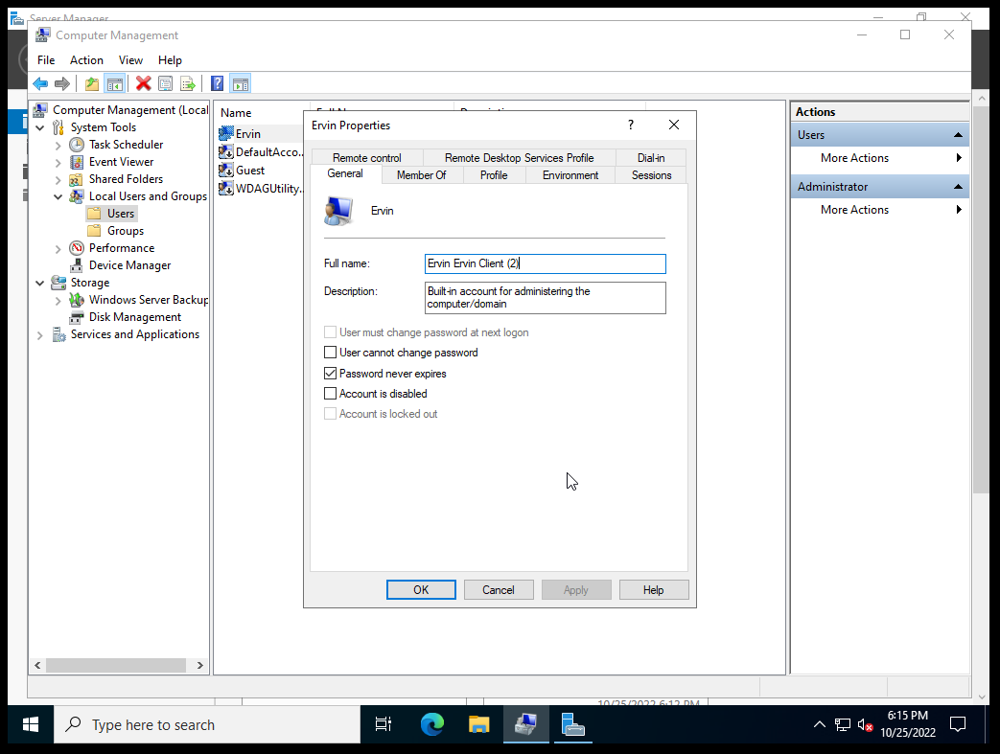 Server Manager
Computer Management
File Action View Help
Computer Management (Local
System Tools
Task Scheduler
Event Viewer
Shared Folders
Local Users and Groups
Users
Groups
Performance
Device Manager
Storage
Windows Server Backup
Disk Management
Services and Applications
Name
Ervin
DefaultAcco...
Guest
WDAGUtility...
Ervin Properties
?
Remote control Remote Desktop Services Profile Dial-in
General Member Of Profile Environment Sessions
Ervin
Full name: Ervin Ervin Client (2)
Description: Built-in account for administering the
computer/domain
User must change password at next logon
User cannot change password
Password never expires
Account is disabled
Account is locked out
OK Cancel Apply Help
Actions
Users
More Actions
Administrator
More Actions
10/25/2022 6:12 PM
Type here to search
6:15 PM
10/25/2022